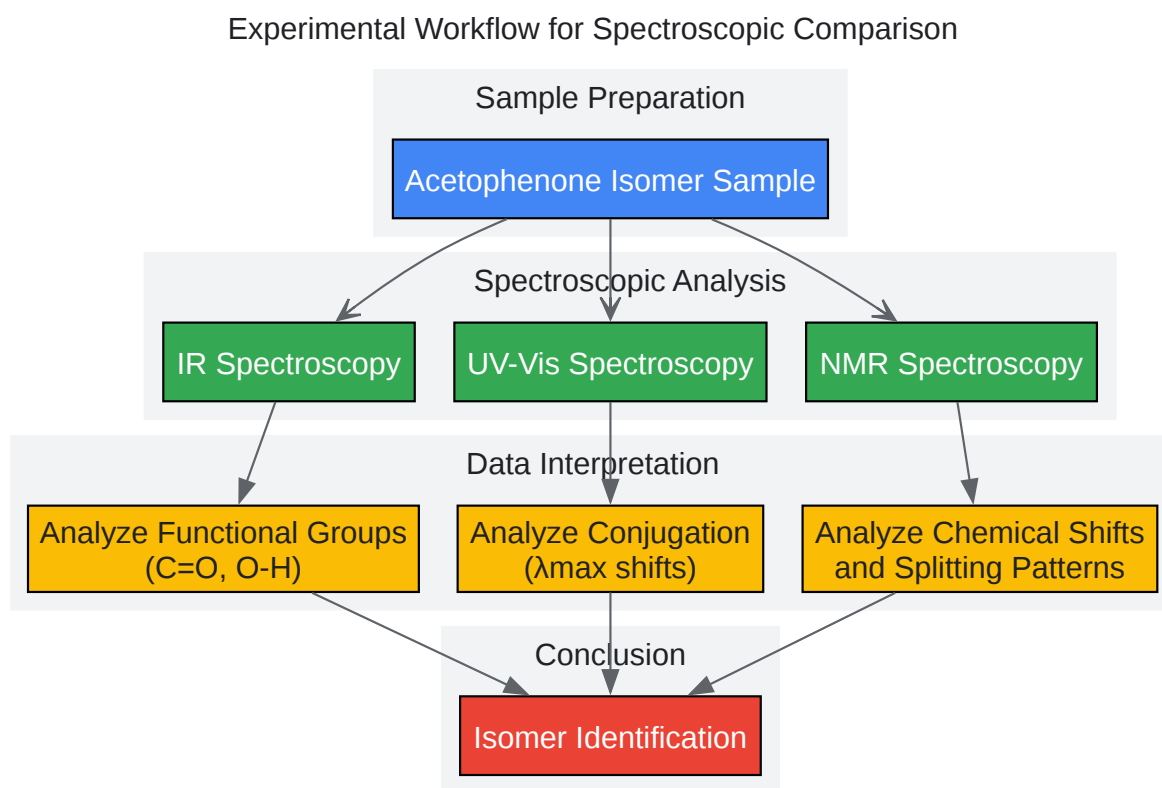 Experimental Workflow for Spectroscopic Comparison
Sample Preparation
Acetophenone Isomer Sample
Spectroscopic Analysis
IR Spectroscopy
UV-Vis Spectroscopy
NMR Spectroscopy
Data Interpretation
Analyze Functional Groups
(C=O, O-H)
Analyze Conjugation
(λmax shifts)
Analyze Chemical Shifts
and Splitting Patterns
Conclusion
Isomer Identification